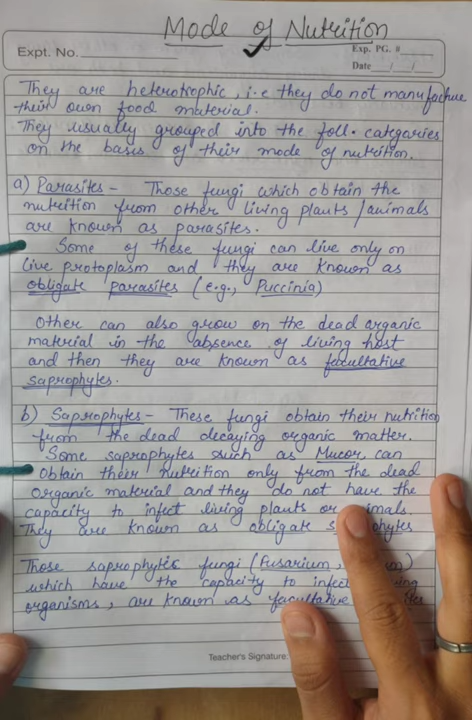 Mode of Nutrition
Expt. No.
Exp. PG. #
Date
They are heterotrophic, i.e they do not manufacture
their own food material.
They usually grouped into the foll. categories
on the basis of their mode of nutrition.
a) Parasites - Those fungi which obtain the
nutrition from other living plants/animals
are known as parasites.
Some of these fungi can live only on
live protoplasm and they are known as
obligate parasites (e.g., Puccinia)
Other can also grow on the dead organic
material in the absence of living host
and then they are known as facultative
saprophytes.
b) Saprophytes - These fungi obtain their nutrition
from the dead decaying organic matter.
Some saprophytes such as Mucor can
obtain their nutrition only from the dead
organic material and they do not have the
capacity to infect living plants or
They are known as obligate
Those saprophytic fungi (Fusarium,
which have the capacity to infect
organisms, are known as facultative
Teacher's Signature: